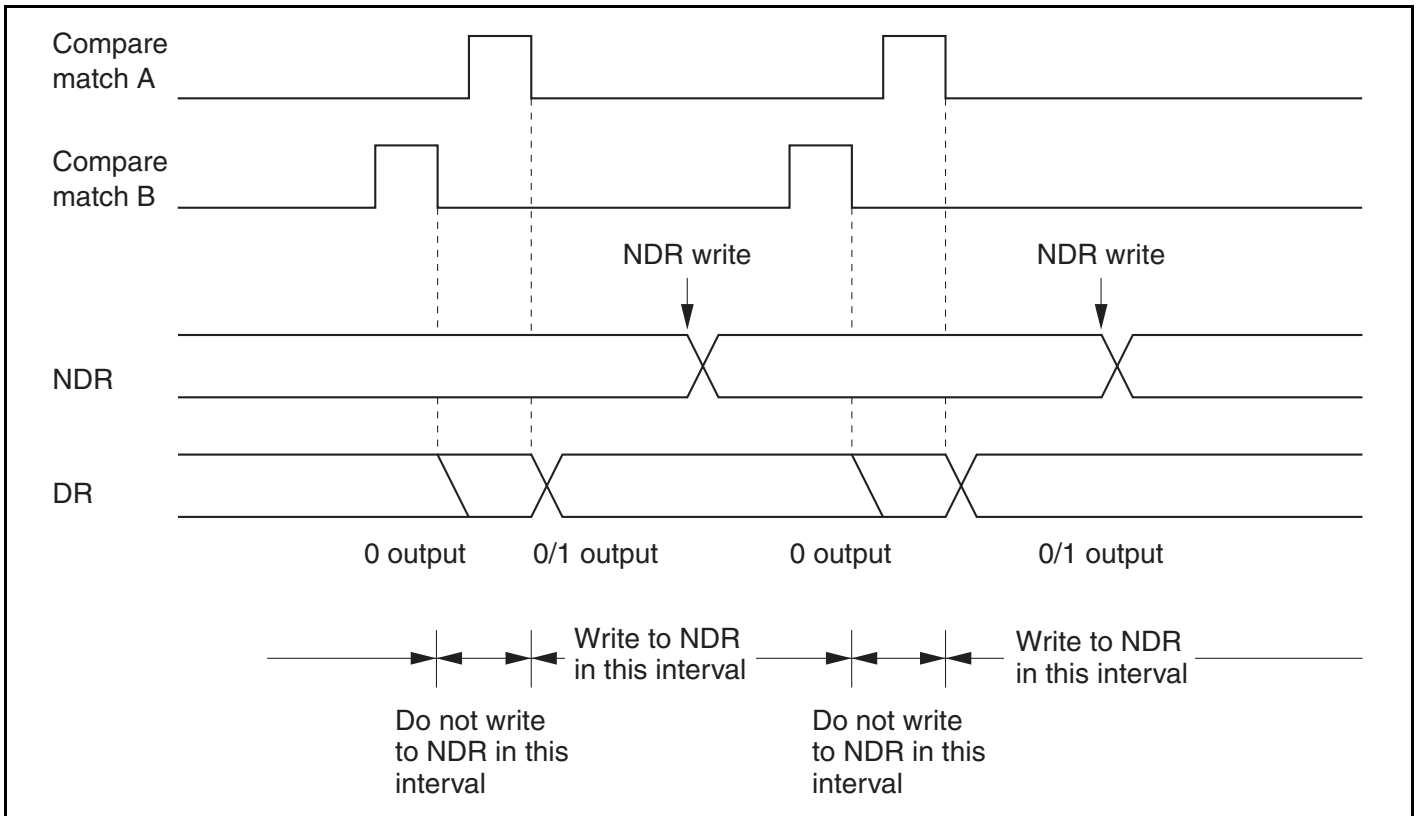 Compare
match A
Compare
match B
NDR write
NDR write
NDR
DR
0 output
0/1 output
0 output
0/1 output
Write to NDR
in this interval
Write to NDR
in this interval
Do not write
to NDR in this
interval
Do not write
to NDR in this
interval